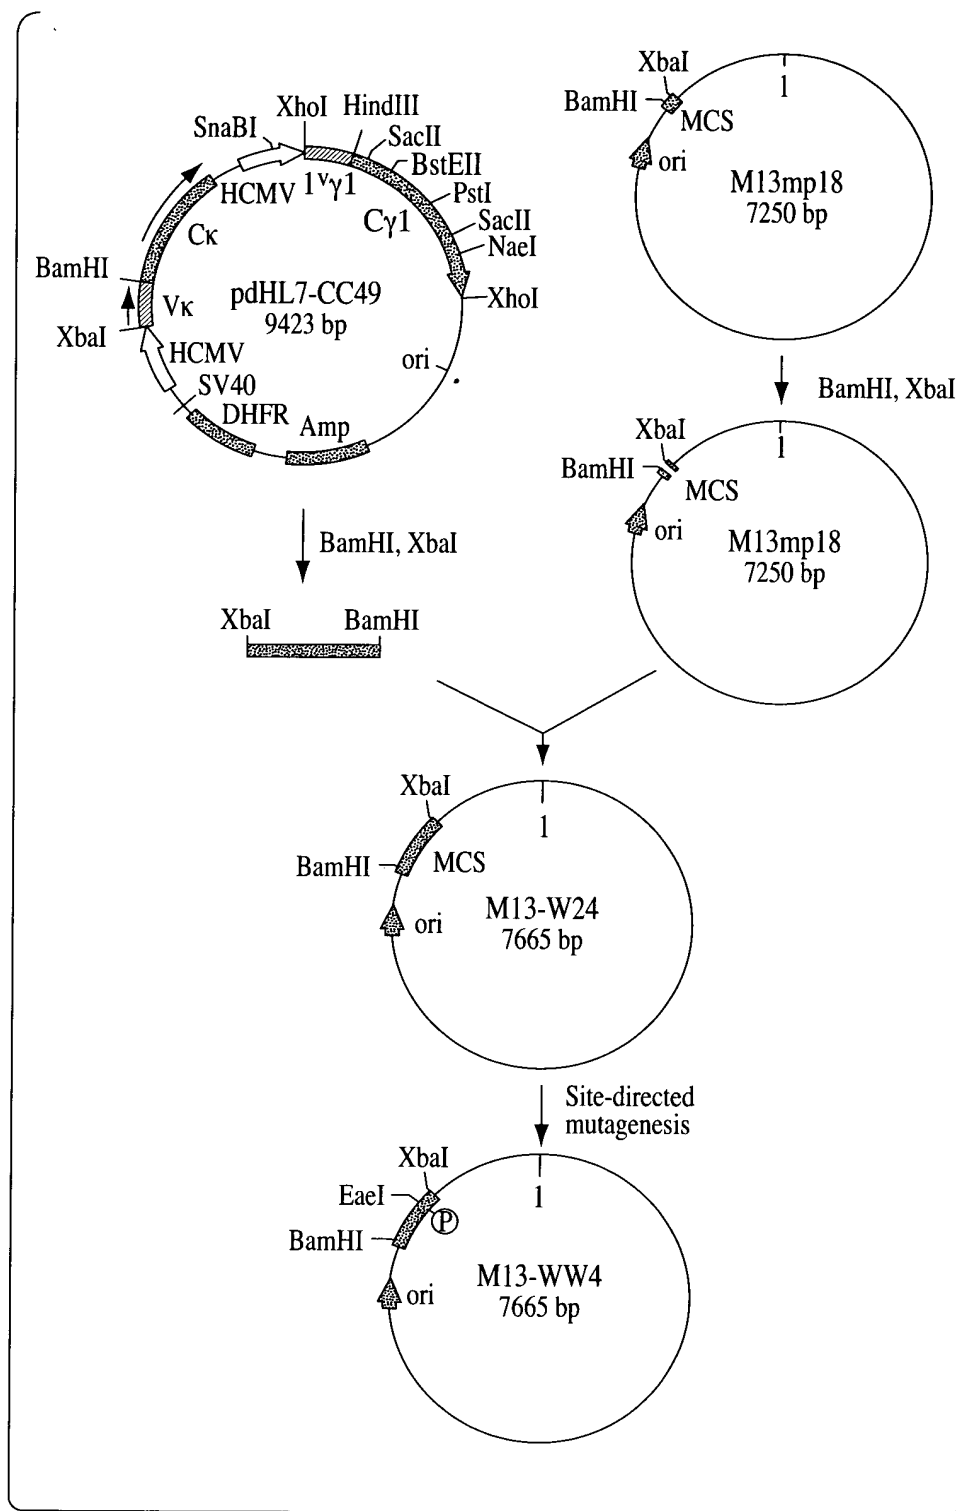 XhoI
HindIII
SnaBI
SacII
BstEII
PstI
SacII
NaeI
XhoI
HCMV
1ᵛγ1
Cγ1
Cκ
BamHI
Vκ
pdHL7-CC49
9423 bp
XbaI
HCMV
ori
SV40
DHFR
Amp
BamHI, XbaI
XbaI
BamHI
XbaI
1
BamHI
MCS
ori
M13mp18
7250 bp
BamHI, XbaI
XbaI
1
BamHI
MCS
ori
M13mp18
7250 bp
XbaI
1
BamHI
MCS
M13-W24
7665 bp
ori
Site-directed
mutagenesis
XbaI
1
EaeI
P
BamHI
M13-WW4
7665 bp
ori